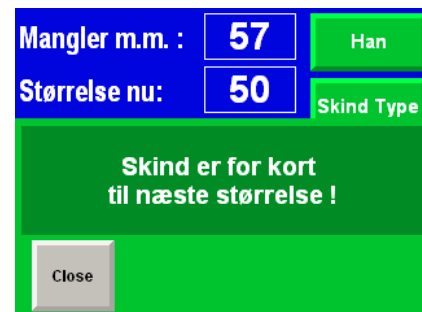 Mangler m.m. : 57 Han
Størrelse nu: 50 Skind Type
Skind er for kort
til næste størrelse !
Close